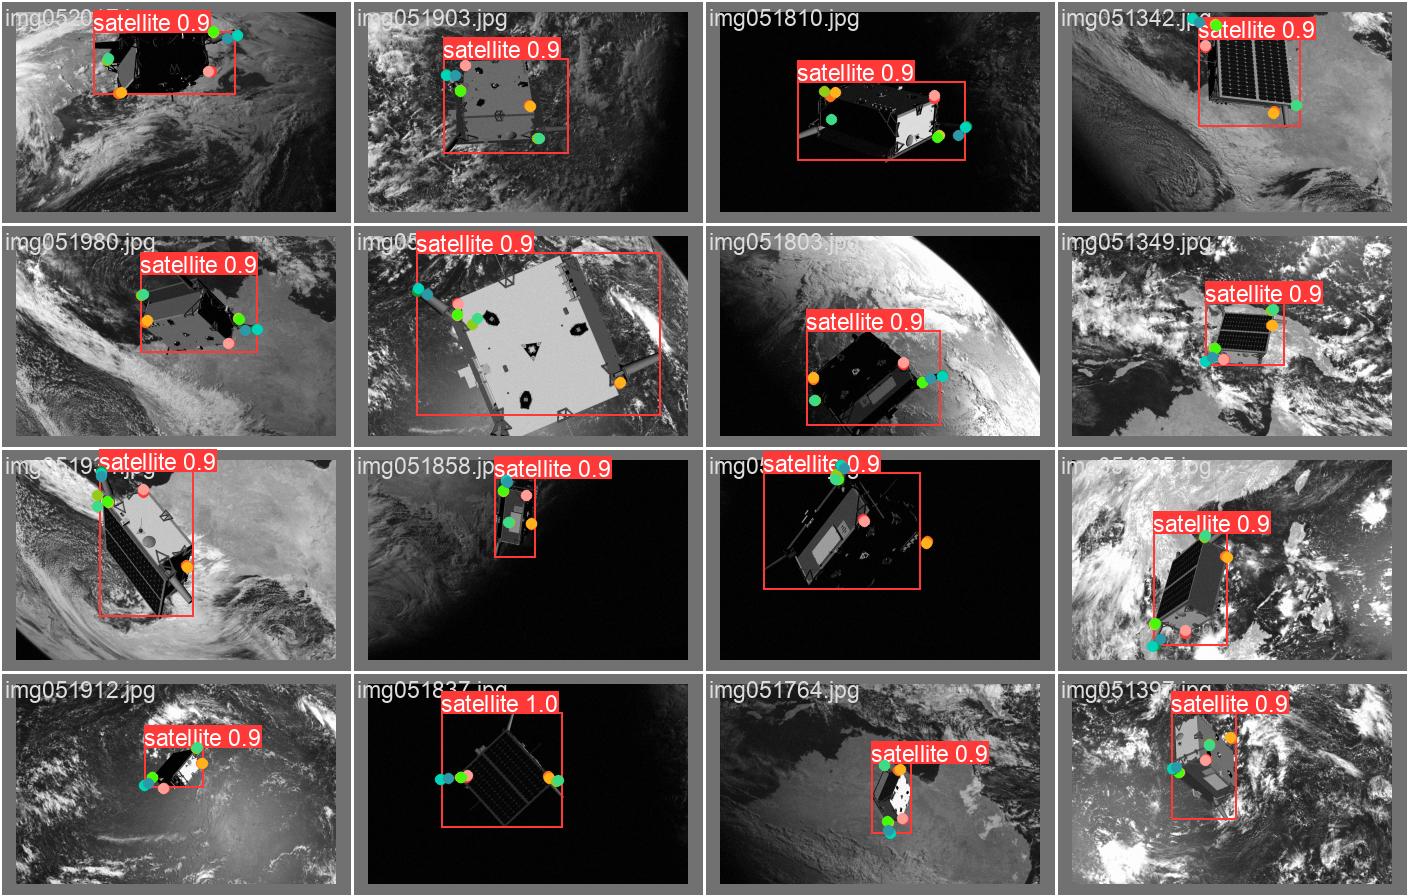 satellite 0.9
img051903.jpg
satellite 0.9
img051810.jpg
satellite 0.9
img051342.jpg
satellite 0.9
img051980.jpg
satellite 0.9
satellite 0.9
img051803.jpg
satellite 0.9
img051349.jpg
satellite 0.9
satellite 0.9
img051858.jpg
satellite 0.9
satellite 0.9
satellite 0.9
img051912.jpg
satellite 0.9
img051837.jpg
satellite 1.0
img051764.jpg
satellite 0.9
img051397.jpg
satellite 0.9